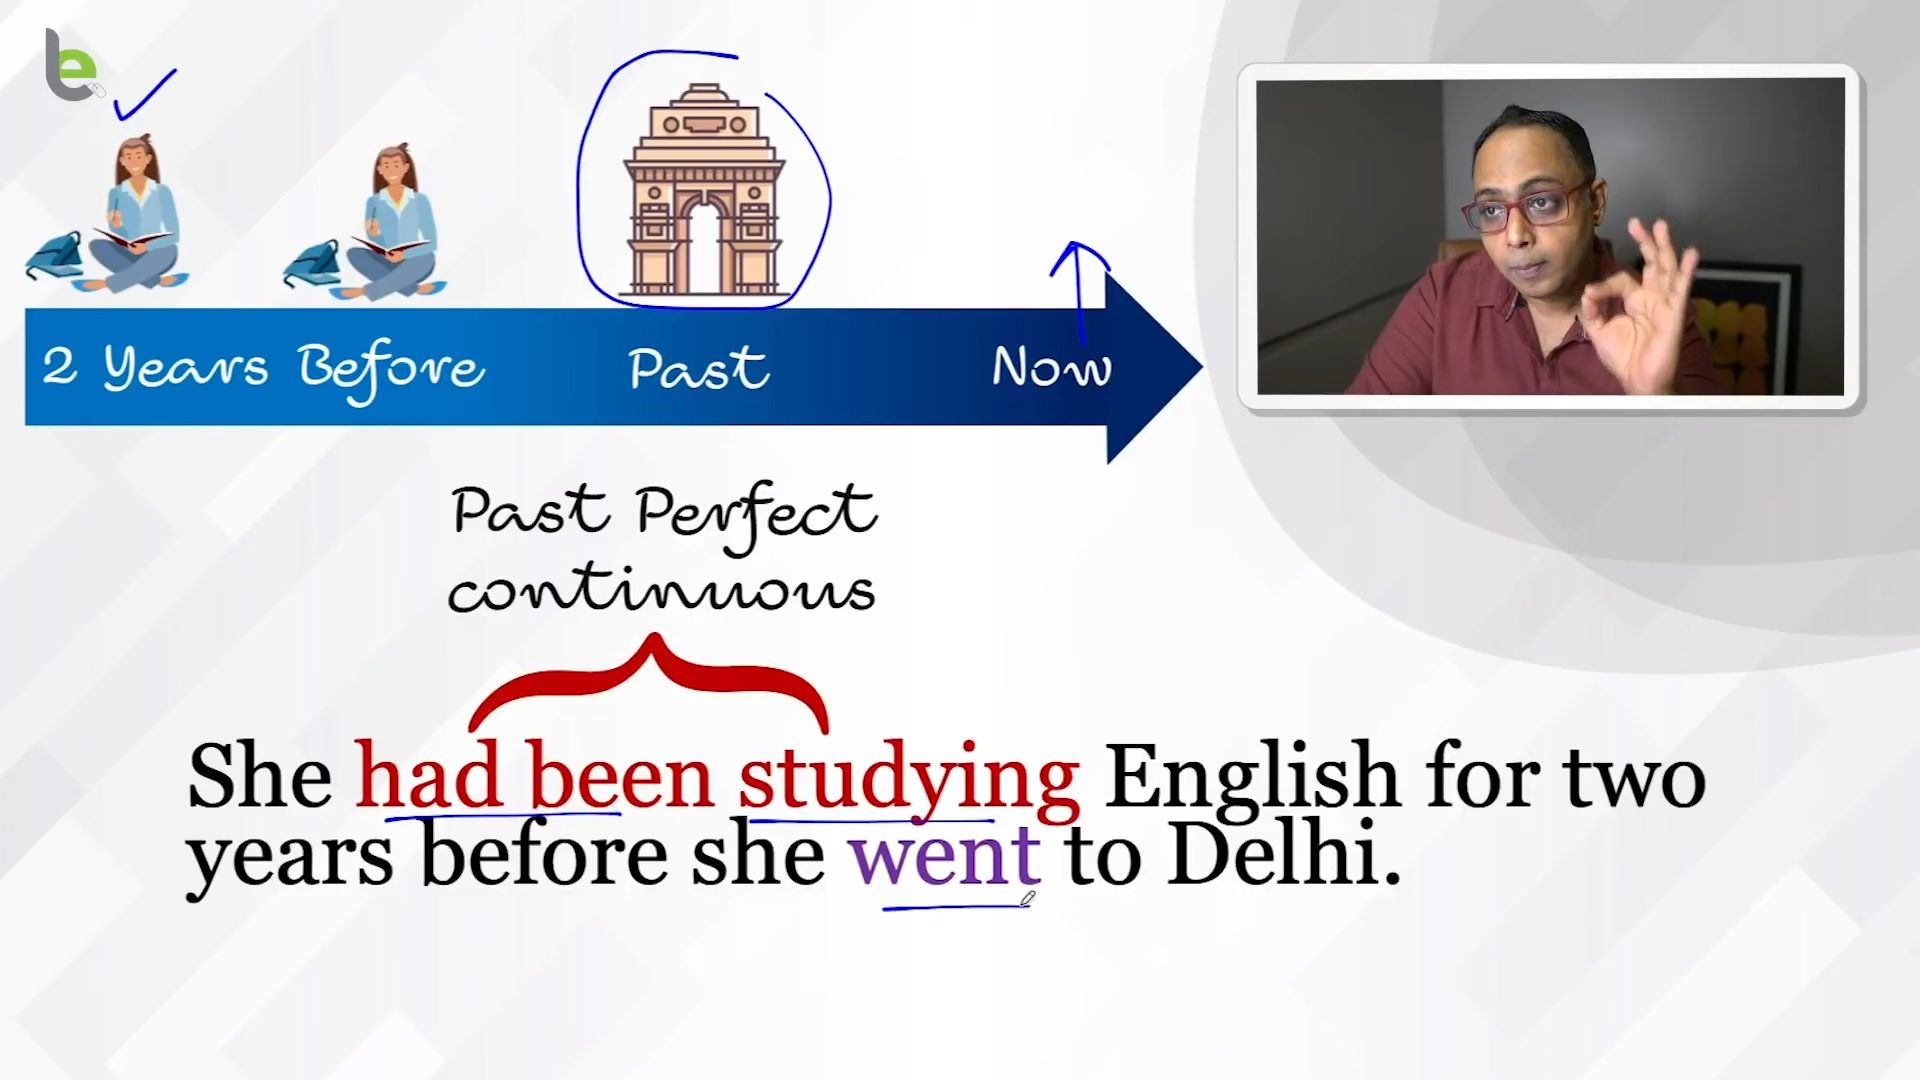 be
2 Years Before Past Now
Past Perfect
continuous
She had been studying English for two
years before she went to Delhi.